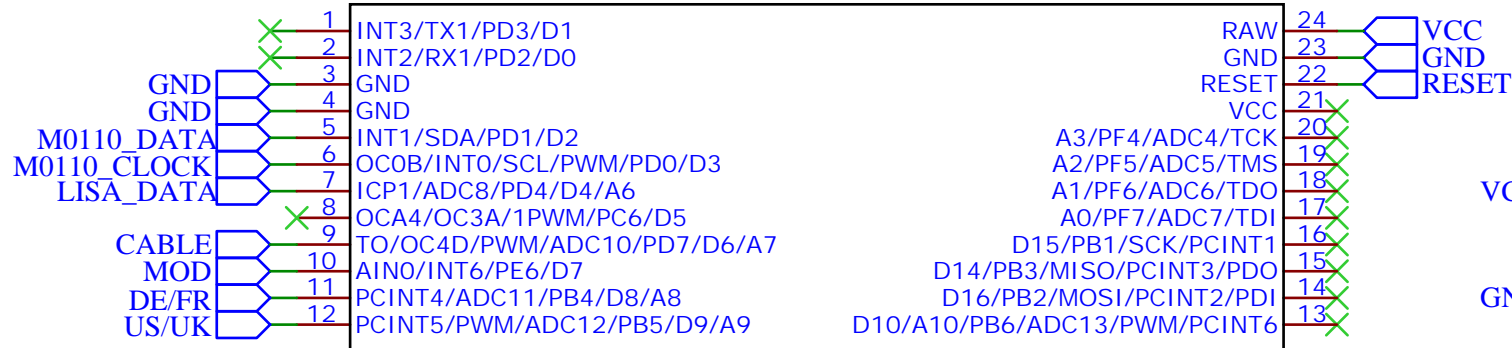 1 INT3/TX1/PD3/D1 RAW 24 VCC
2 INT2/RX1/PD2/D0 GND 23 GND
GND 3 GND RESET 22 RESET
GND 4 GND VCC 21
M0110_DATA 5 INT1/SDA/PD1/D2 A3/PF4/ADC4/TCK 20
M0110_CLOCK 6 OC0B/INT0/SCL/PWM/PD0/D3 A2/PF5/ADC5/TMS 19
LISA_DATA 7 ICP1/ADC8/PD4/D4/A6 A1/PF6/ADC6/TDO 18
8 OCA4/OC3A/1PWM/PC6/D5 A0/PF7/ADC7/TDI 17
CABLE 9 TO/OC4D/PWM/ADC10/PD7/D6/A7 D15/PB1/SCK/PCINT1 16
MOD 10 AIN0/INT6/PE6/D7 D14/PB3/MISO/PCINT3/PDO 15
DE/FR 11 PCINT4/ADC11/PB4/D8/A8 D16/PB2/MOSI/PCINT2/PDI 14
US/UK 12 PCINT5/PWM/ADC12/PB5/D9/A9 D10/A10/PB6/ADC13/PWM/PCINT6 13